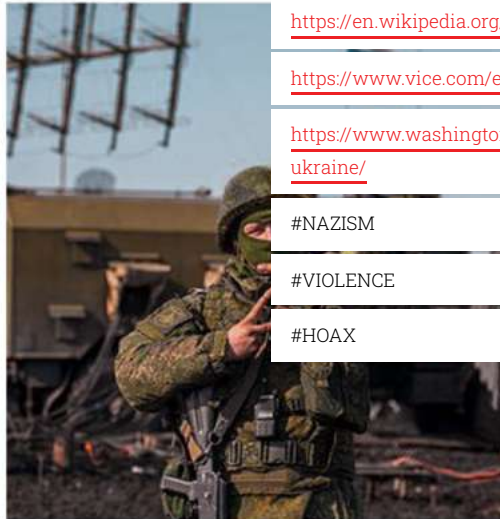 https://en.wikipedia.org
https://www.vice.com/e
https://www.washingto
ukraine/
#NAZISM
#VIOLENCE
#HOAX